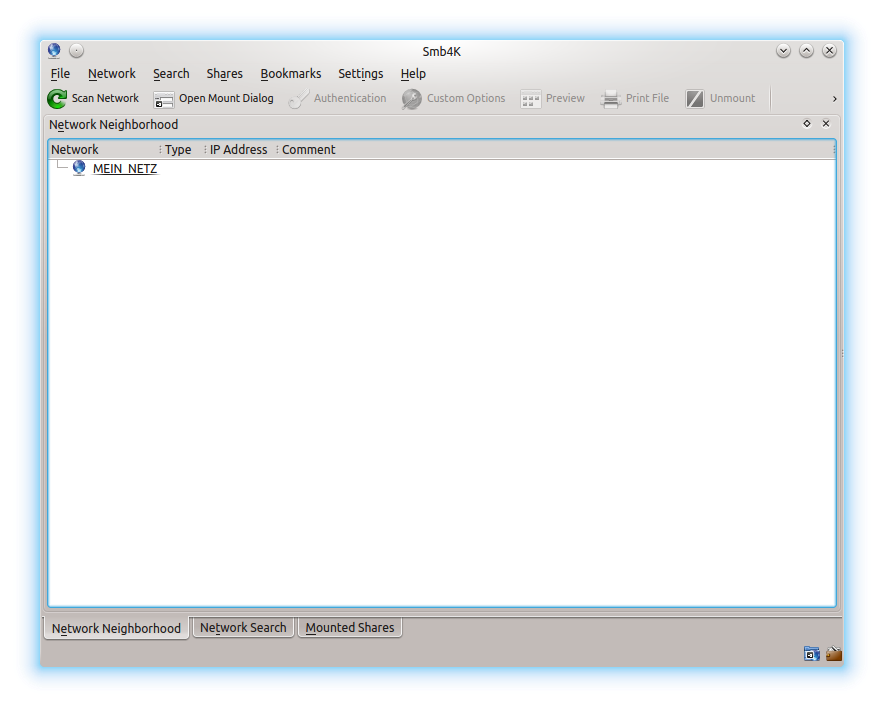 Smb4K
File Network Search Shares Bookmarks Settings Help
Scan Network Open Mount Dialog Authentication Custom Options Preview Print File Unmount
Network Neighborhood
Network Type IP Address Comment
MEIN_NETZ
Network Neighborhood Network Search Mounted Shares